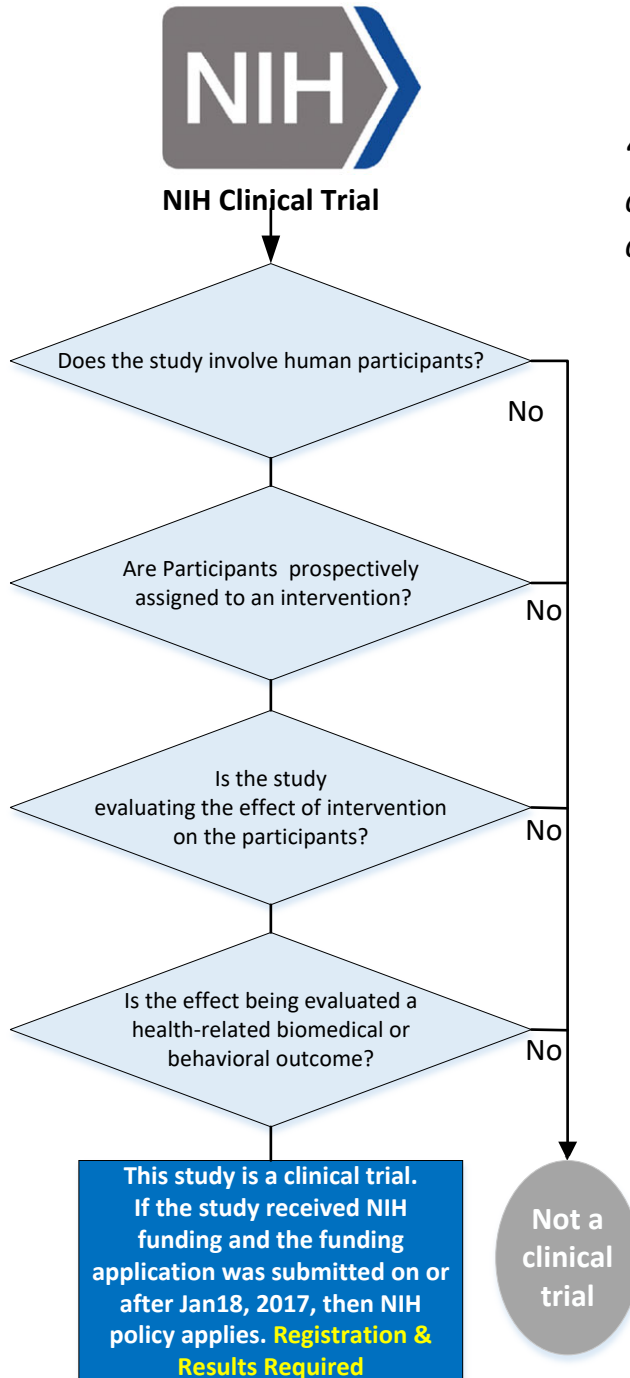 NIH
NIH Clinical Trial
Does the study involve human participants?
No
Are Participants prospectively
assigned to an intervention?
No
Is the study
evaluating the effect of intervention
on the participants?
No
Is the effect being evaluated a
health-related biomedical or
behavioral outcome?
No
This study is a clinical trial.
If the study received NIH
funding and the funding
application was submitted on or
after Jan18, 2017, then NIH
policy applies. Registration &
Results Required
Not a
clinical
trial